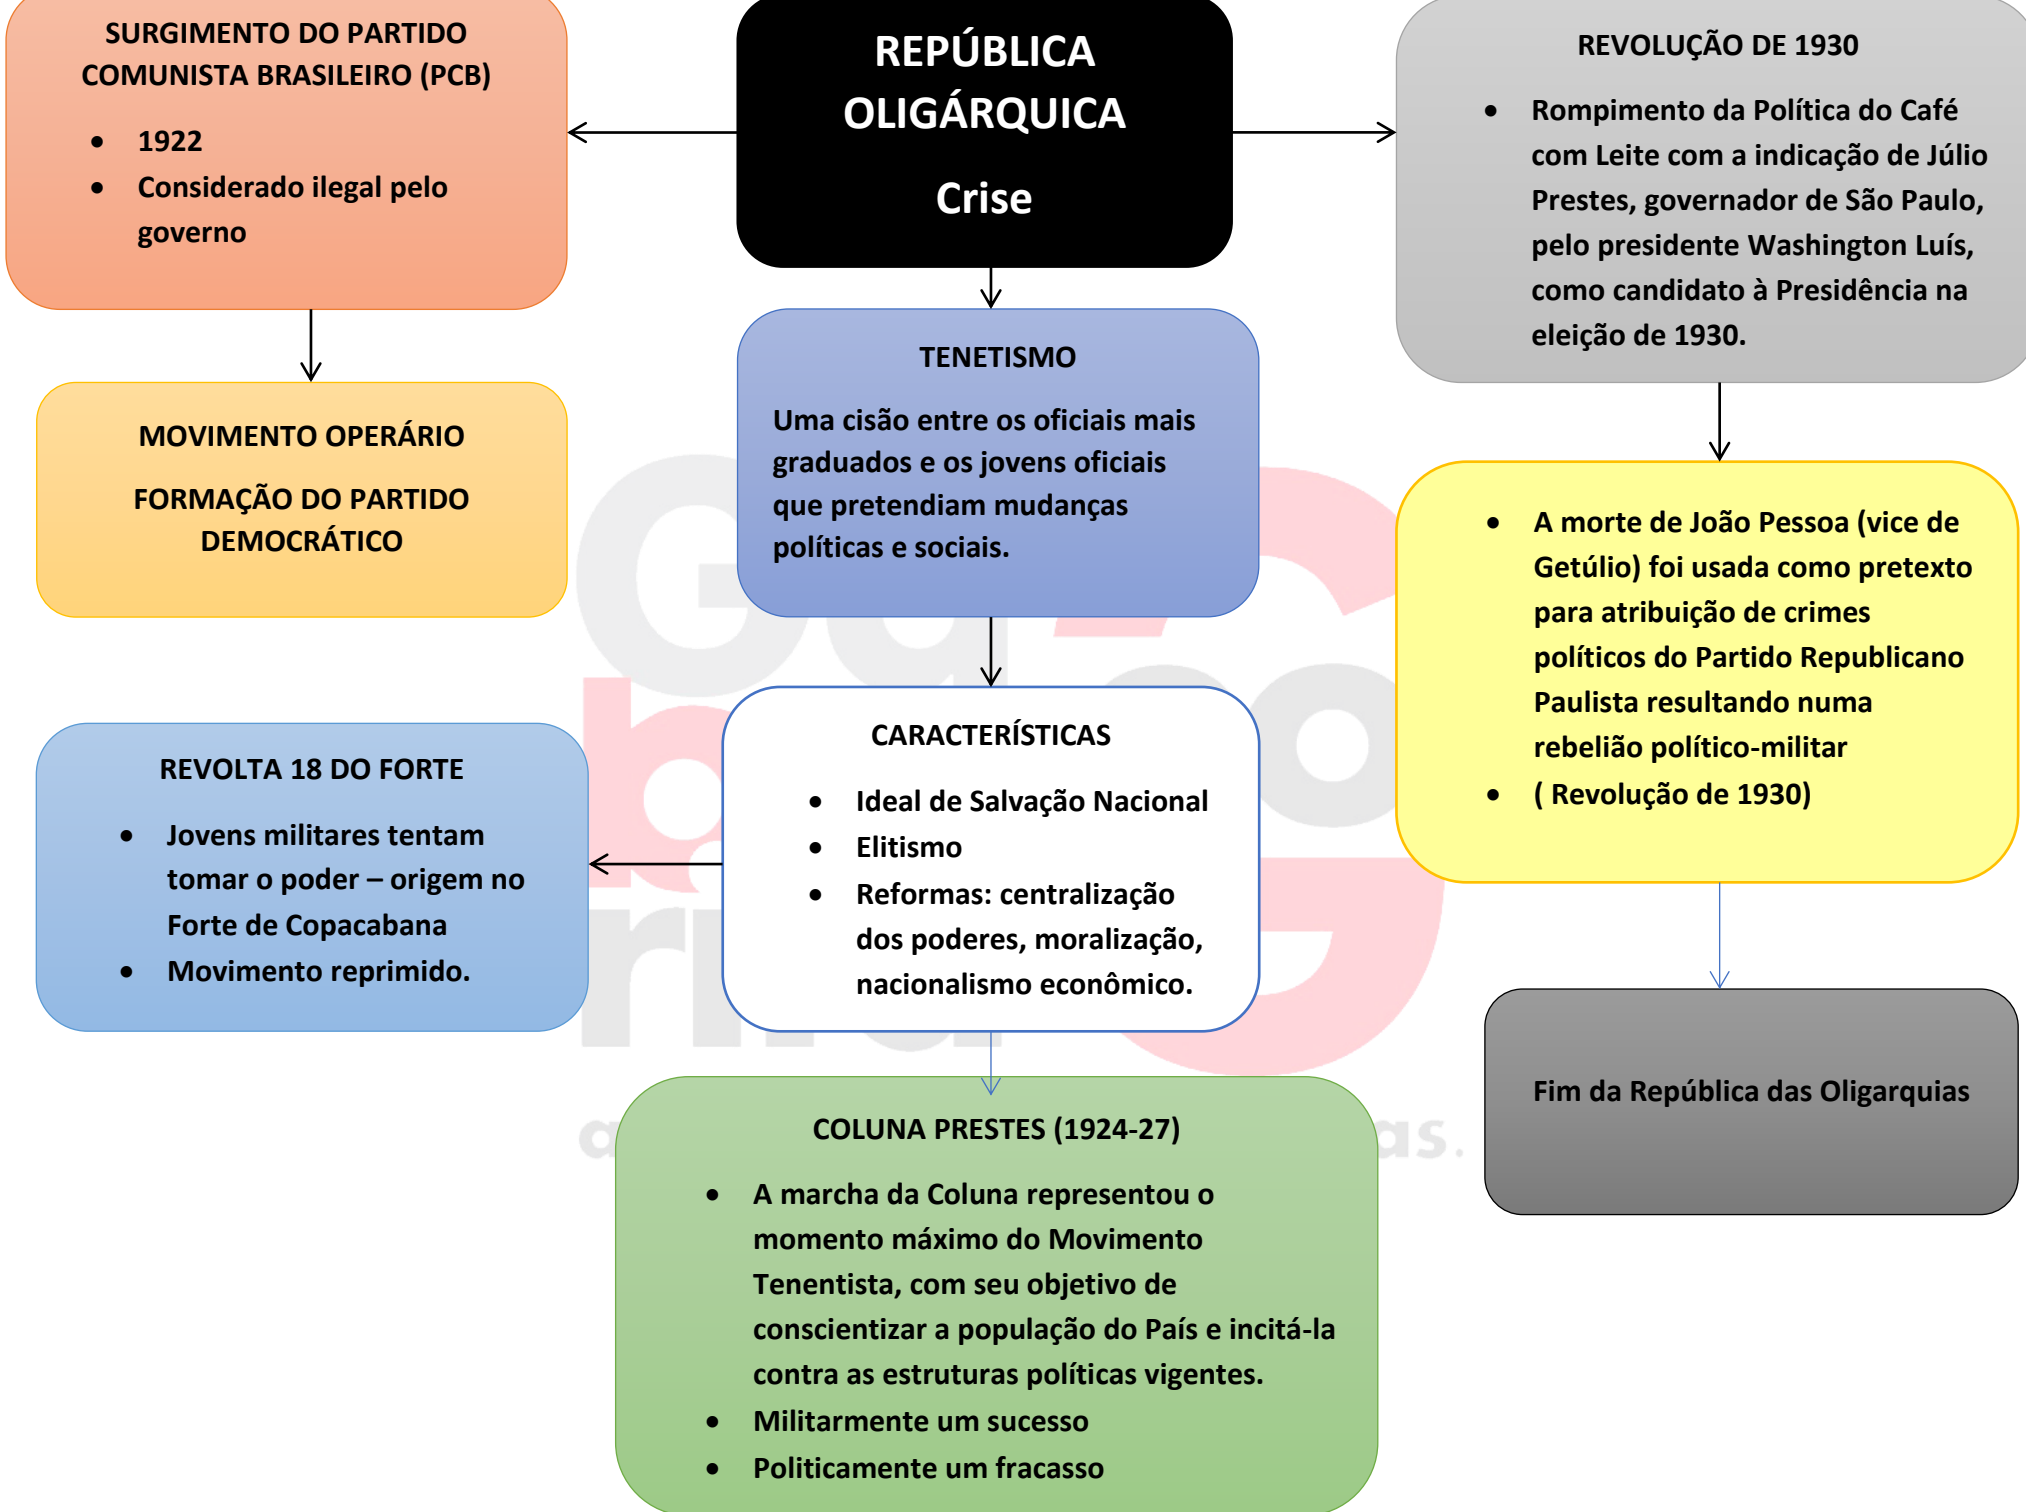 SURGIMENTO DO PARTIDO
COMUNISTA BRASILEIRO (PCB)
• 1922
• Considerado ilegal pelo
governo
REPÚBLICA
OLIGÁRQUICA
Crise
REVOLUÇÃO DE 1930
• Rompimento da Política do Café
com Leite com a indicação de Júlio
Prestes, governador de São Paulo,
pelo presidente Washington Luís,
como candidato à Presidência na
eleição de 1930.
MOVIMENTO OPERÁRIO
FORMAÇÃO DO PARTIDO
DEMOCRÁTICO
TENETISMO
Uma cisão entre os oficiais mais
graduados e os jovens oficiais
que pretendiam mudanças
políticas e sociais.
• A morte de João Pessoa (vice de
Getúlio) foi usada como pretexto
para atribuição de crimes
políticos do Partido Republicano
Paulista resultando numa
rebelião político-militar
• ( Revolução de 1930)
REVOLTA 18 DO FORTE
• Jovens militares tentam
tomar o poder – origem no
Forte de Copacabana
• Movimento reprimido.
CARACTERÍSTICAS
• Ideal de Salvação Nacional
• Elitismo
• Reformas: centralização
dos poderes, moralização,
nacionalismo econômico.
Fim da República das Oligarquias
COLUNA PRESTES (1924-27)
• A marcha da Coluna representou o
momento máximo do Movimento
Tenentista, com seu objetivo de
conscientizar a população do País e incitá-la
contra as estruturas políticas vigentes.
• Militarmente um sucesso
• Politicamente um fracasso